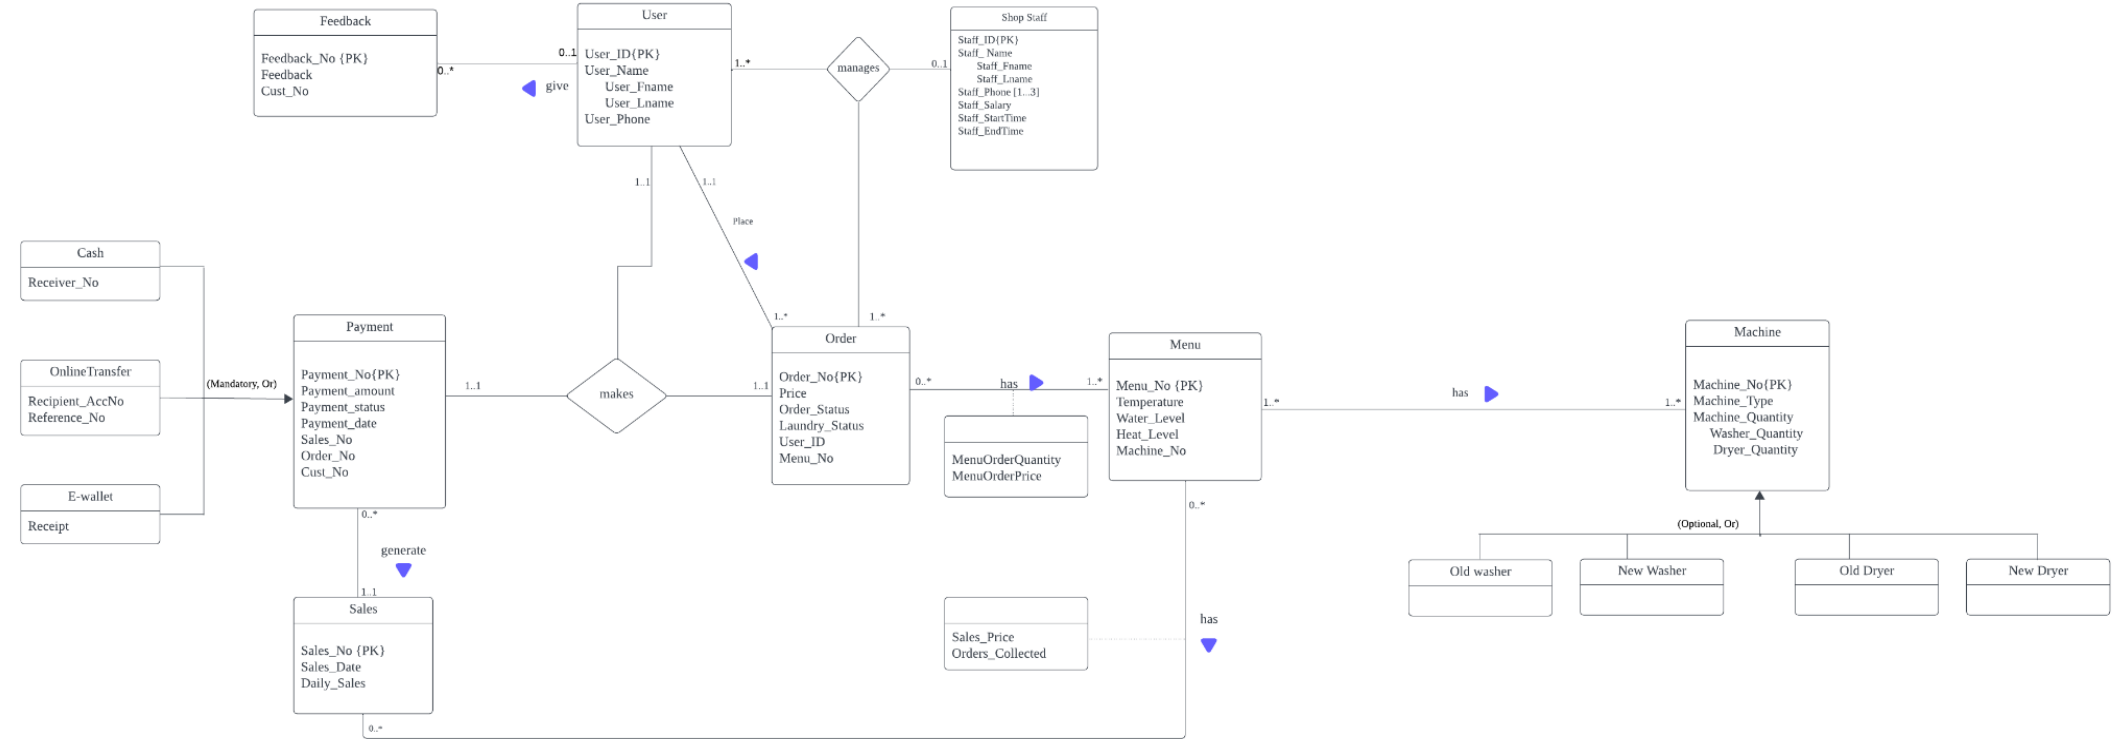 Feedback
Feedback_No {PK}
Feedback
Cust_No
0..*
0..1
give
User
User_ID{PK}
User_Name
User_Fname
User_Lname
User_Phone
1..*
manages
0..1
Shop Staff
Staff_ID{PK}
Staff_ Name
Staff_Fname
Staff_Lname
Staff_Phone [1...3]
Staff_Salary
Staff_StartTime
Staff_EndTime
1..1
1..1
Place
1..*
1..*
Cash
Receiver_No
OnlineTransfer
Recipient_AccNo
Reference_No
E-wallet
Receipt
(Mandatory, Or)
Payment
Payment_No{PK}
Payment_amount
Payment_status
Payment_date
Sales_No
Order_No
Cust_No
1..1
makes
1..1
Order
Order_No{PK}
Price
Order_Status
Laundry_Status
User_ID
Menu_No
0..*
has
1..*
MenuOrderQuantity
MenuOrderPrice
Menu
Menu_No {PK}
Temperature
Water_Level
Heat_Level
Machine_No
1..*
has
1..*
Machine
Machine_No{PK}
Machine_Type
Machine_Quantity
Washer_Quantity
Dryer_Quantity
(Optional, Or)
Old washer
New Washer
Old Dryer
New Dryer
0..*
generate
1..1
Sales
Sales_No {PK}
Sales_Date
Daily_Sales
0..*
0..*
has
Sales_Price
Orders_Collected